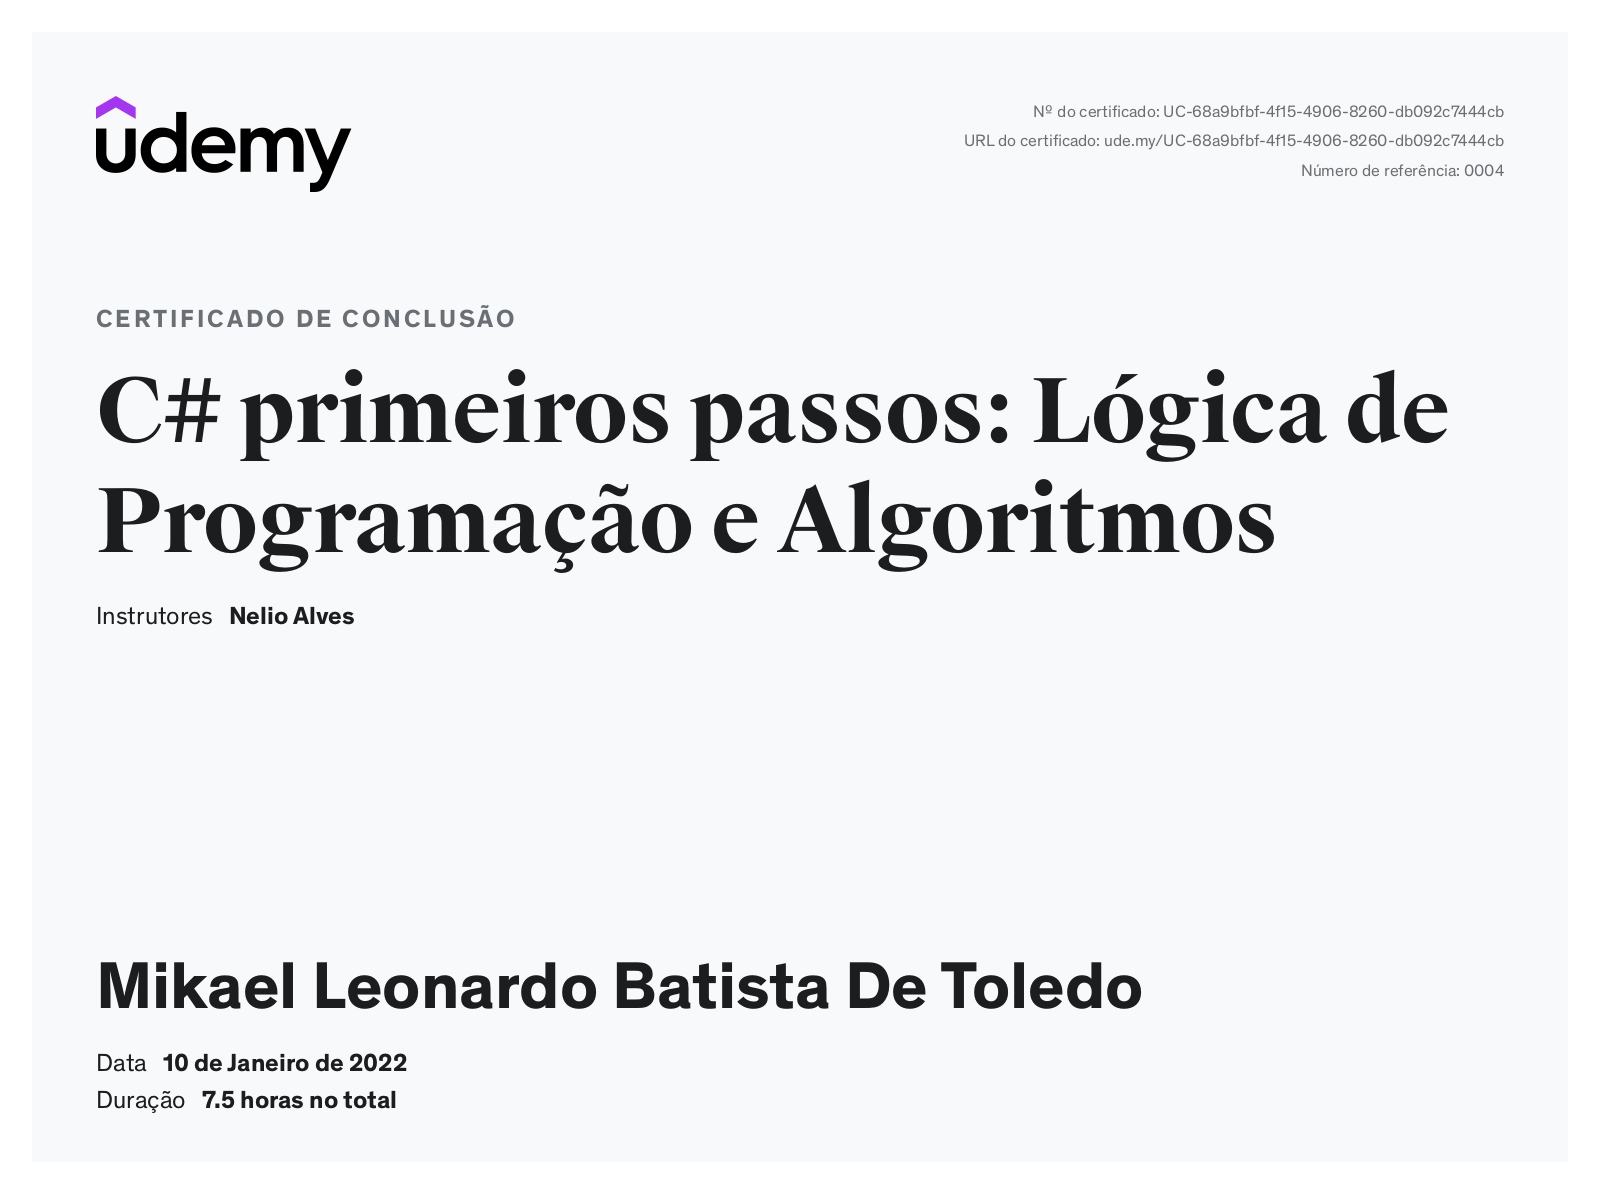 udemy
Nº do certificado: UC-68a9bfbf-4f15-4906-8260-db092c7444cb
URL do certificado: ude.my/UC-68a9bfbf-4f15-4906-8260-db092c7444cb
Número de referência: 0004
CERTIFICADO DE CONCLUSÃO
C# primeiros passos: Lógica de
Programação e Algoritmos
Instrutores Nelio Alves
Mikael Leonardo Batista De Toledo
Data 10 de Janeiro de 2022
Duração 7.5 horas no total